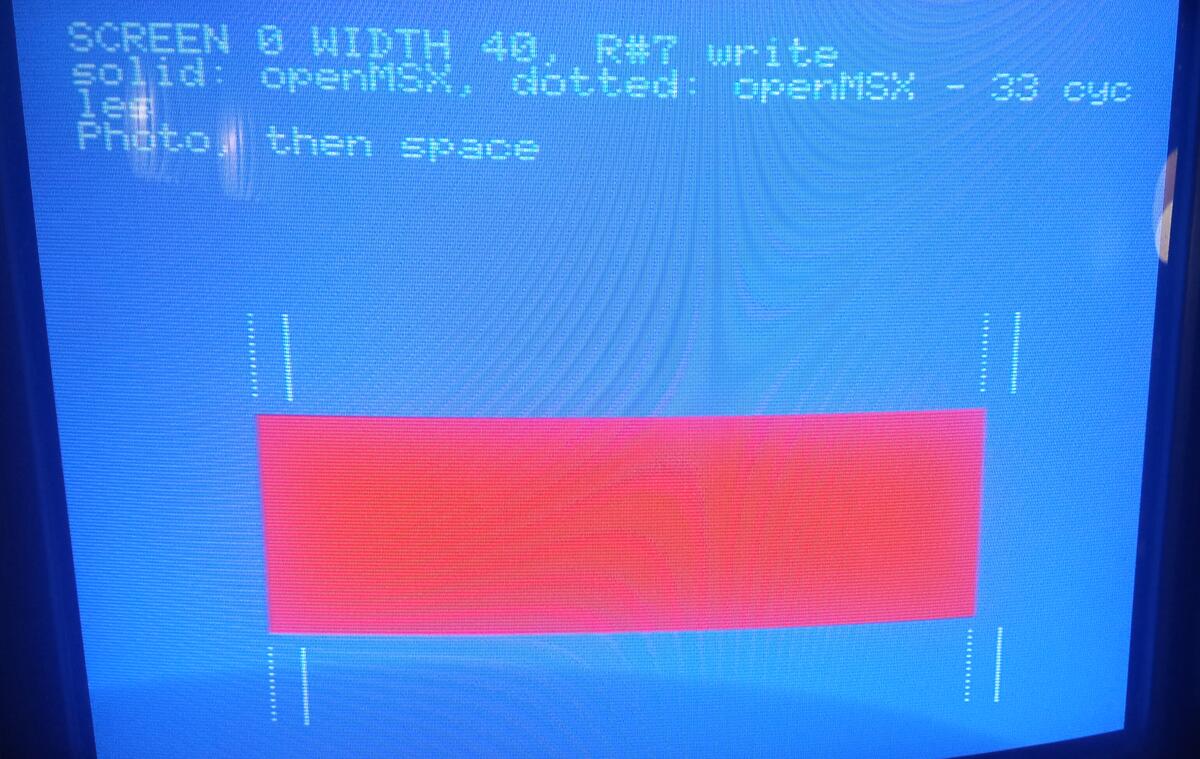 SCREEN 0 WIDTH 40, R#7 write
solid: openMSX, dotted: openMSX - 33 cyc
les
Photo, then space